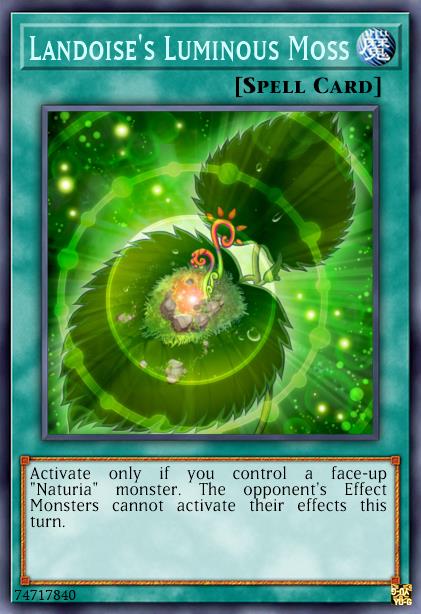 Landoise's Luminous Moss
[Spell Card]
Activate only if you control a face-up
"Naturia" monster. The opponent's Effect
Monsters cannot activate their effects this
turn.
74717840